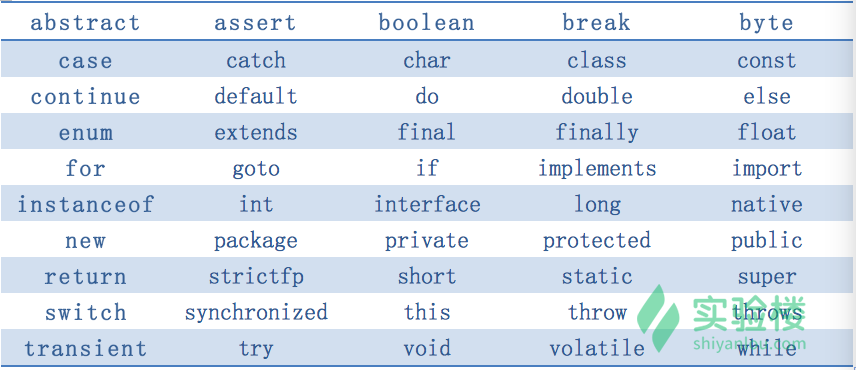 abstract assert boolean break byte
case catch char class const
continue default do double else
enum extends final finally float
for goto if implements import
instanceof int interface long native
new package private protected public
return strictfp short static super
switch synchronized this throw throws
transient try void volatile while
实验楼
shiyanlou.com